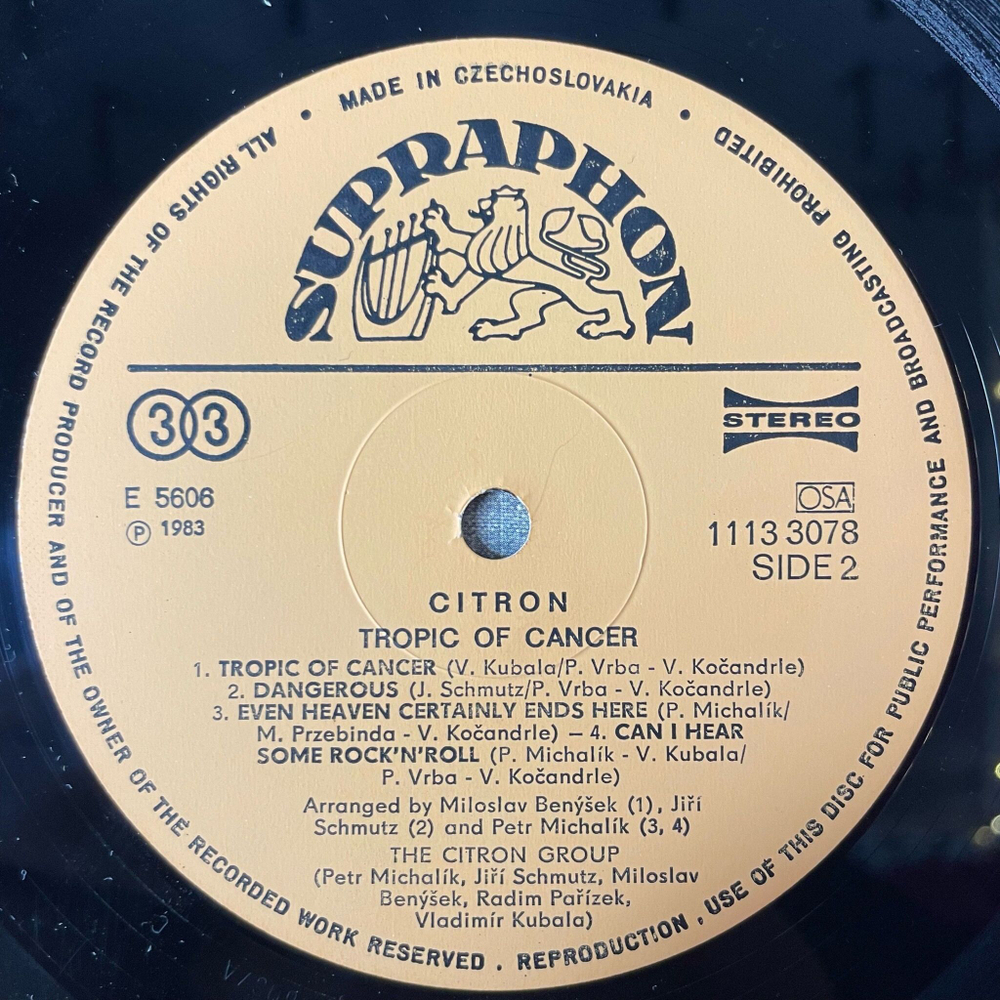 MADE IN CZECHOSLOVAKIA
ALL RIGHTS OF THE RECORD PRODUCER AND OF THE OWNER OF THE RECORDED WORK RESERVED . REPRODUCTION , USE OF THIS DISC FOR PUBLIC PERFORMANCE AND BROADCASTING PROHIBITED
SUPRAPHON
33
STEREO
E 5606
Ⓟ 1983
OSA
1113 3078
SIDE 2
CITRON
TROPIC OF CANCER
1. TROPIC OF CANCER (V. Kubala/P. Vrba - V. Kočandrle)
2. DANGEROUS (J. Schmutz/P. Vrba - V. Kočandrle)
3. EVEN HEAVEN CERTAINLY ENDS HERE (P. Michalík/
M. Przebinda - V. Kočandrle) – 4. CAN I HEAR
SOME ROCK'N'ROLL (P. Michalík - V. Kubala/
P. Vrba - V. Kočandrle)
Arranged by Miloslav Benýšek (1), Jiří
Schmutz (2) and Petr Michalík (3, 4)
THE CITRON GROUP
(Petr Michalík, Jiří Schmutz, Miloslav
Benýšek, Radim Pařízek,
Vladimír Kubala)